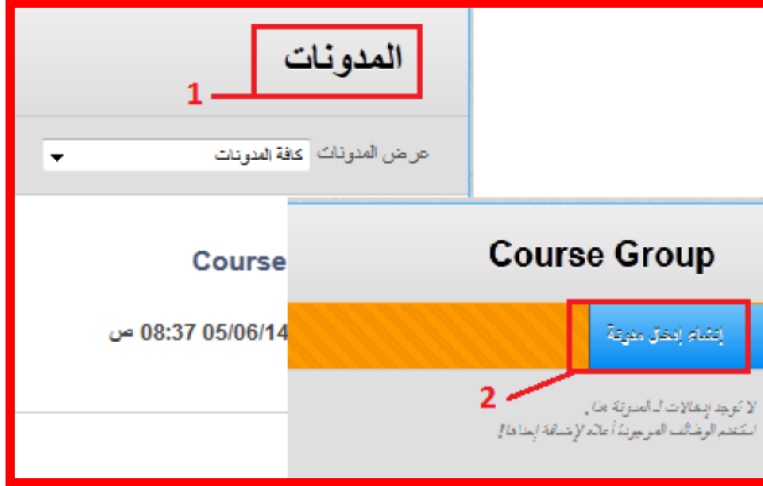 المدونات
1
عرض المدونات كافة المدونات
Course
05/06/14 08:37 ص
Course Group
إنشاء إدخال مدونة
2
لا توجد إدخالات لـ المدونة هنا.
استخدم الوظائف الموجودة أعلاه لإضافة إحداها!